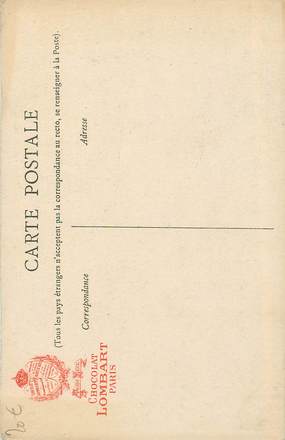 CARTE POSTALE
(Tous les pays étrangers n'acceptent pas la correspondance au recto, se renseigner à la Poste).
Correspondance
Adresse
CHOCOLAT
LOMBART
PARIS
20 €